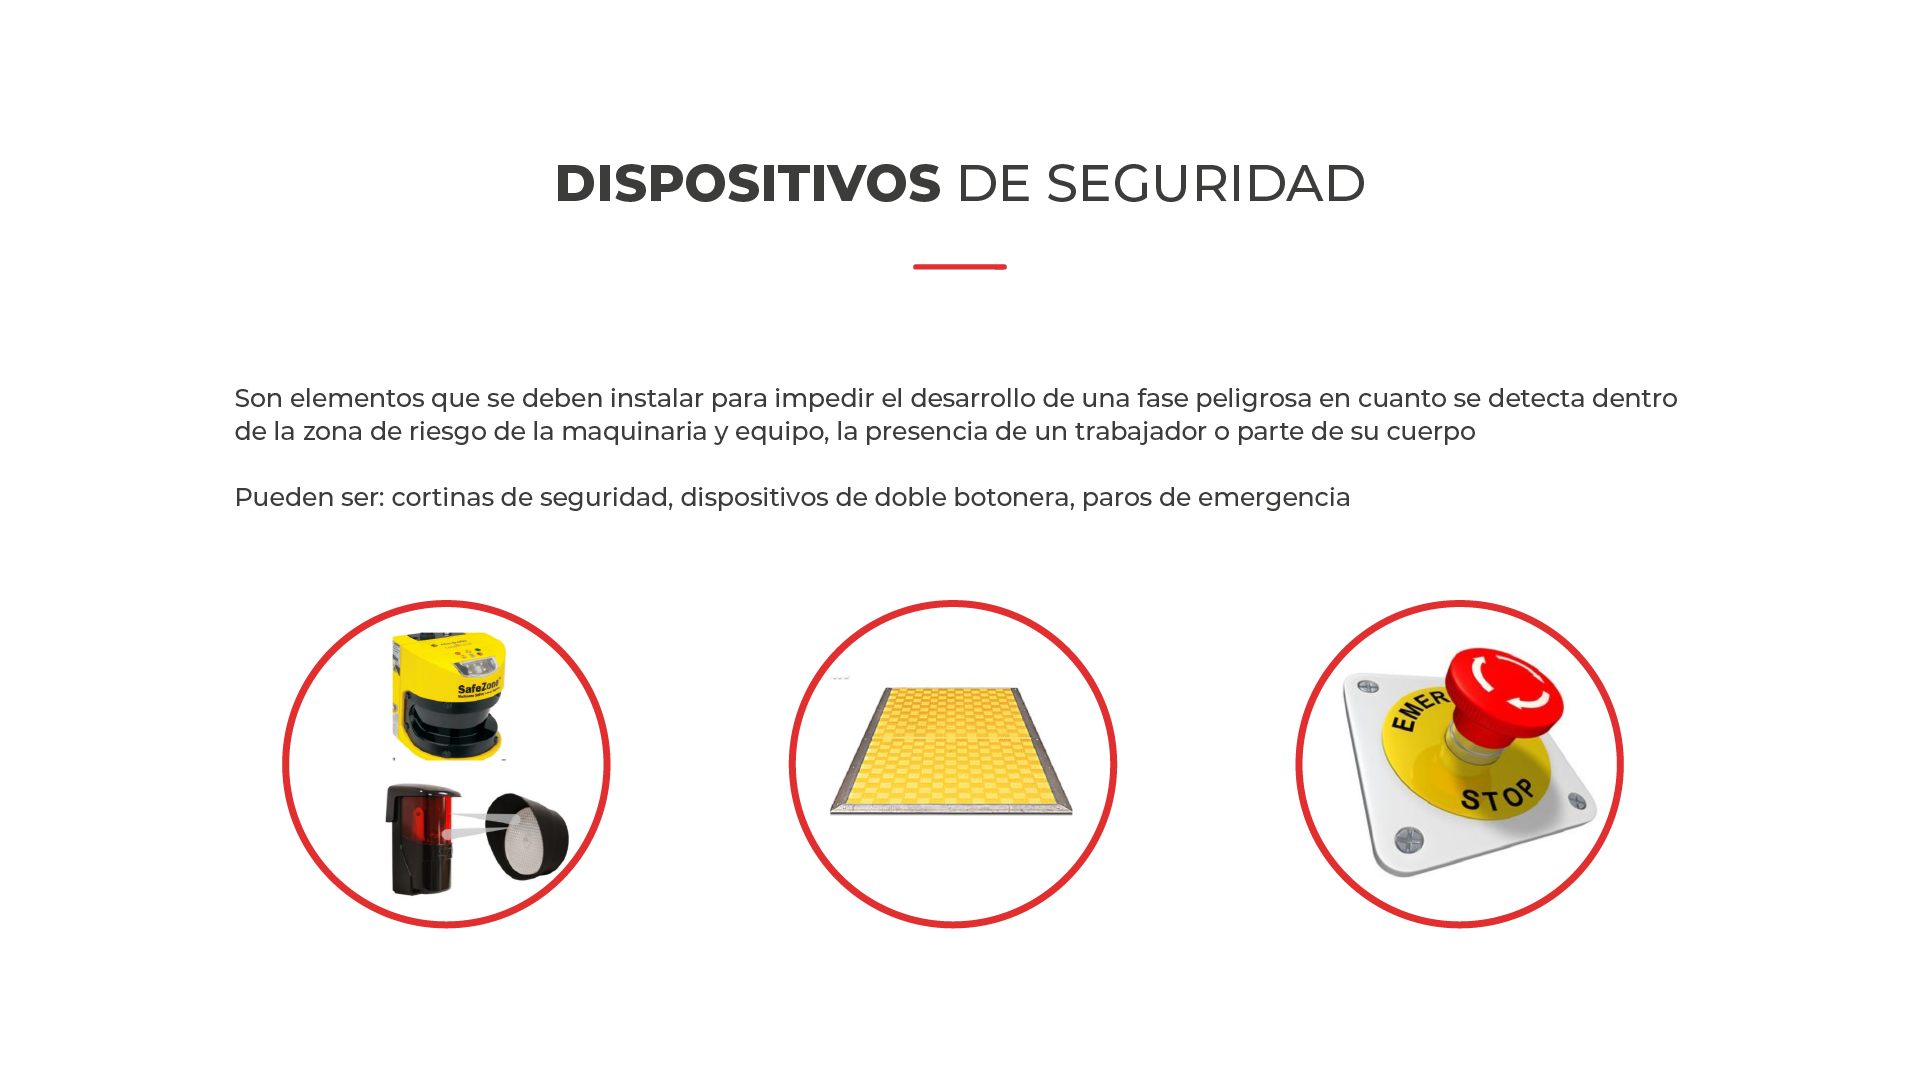 DISPOSITIVOS DE SEGURIDAD
Son elementos que se deben instalar para impedir el desarrollo de una fase peligrosa en cuanto se detecta dentro
de la zona de riesgo de la maquinaria y equipo, la presencia de un trabajador o parte de su cuerpo
Pueden ser: cortinas de seguridad, dispositivos de doble botonera, paros de emergencia
SafeZone
EMER
STOP